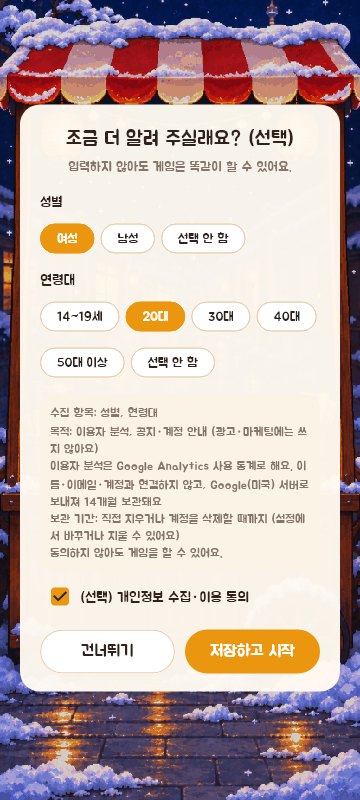 조금 더 알려 주실래요? (선택)
입력하지 않아도 게임은 똑같이 할 수 있어요.
성별
여성 남성 선택 안 함
연령대
14~19세 20대 30대 40대
50대 이상 선택 안 함
수집 항목: 성별, 연령대
목적: 이용자 분석, 공지·계정 안내 (광고·마케팅에는 쓰
지 않아요)
이용자 분석은 Google Analytics 사용 통계로 해요. 이
름·이메일·계정과 연결하지 않고, Google(미국) 서버로
보내져 14개월 보관돼요
보관 기간: 직접 지우거나 계정을 삭제할 때까지 (설정에
서 바꾸거나 지울 수 있어요)
동의하지 않아도 게임을 할 수 있어요.
(선택) 개인정보 수집·이용 동의
건너뛰기 저장하고 시작